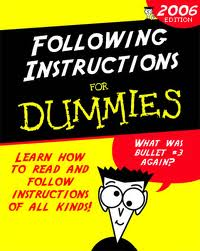 2006
EDITION
FOLLOWING
INSTRUCTIONS
FOR
DUMMIES
WHAT WAS
BULLET #3
AGAIN?
LEARN HOW
TO READ AND
FOLLOW
INSTRUCTIONS
OF ALL KINDS!